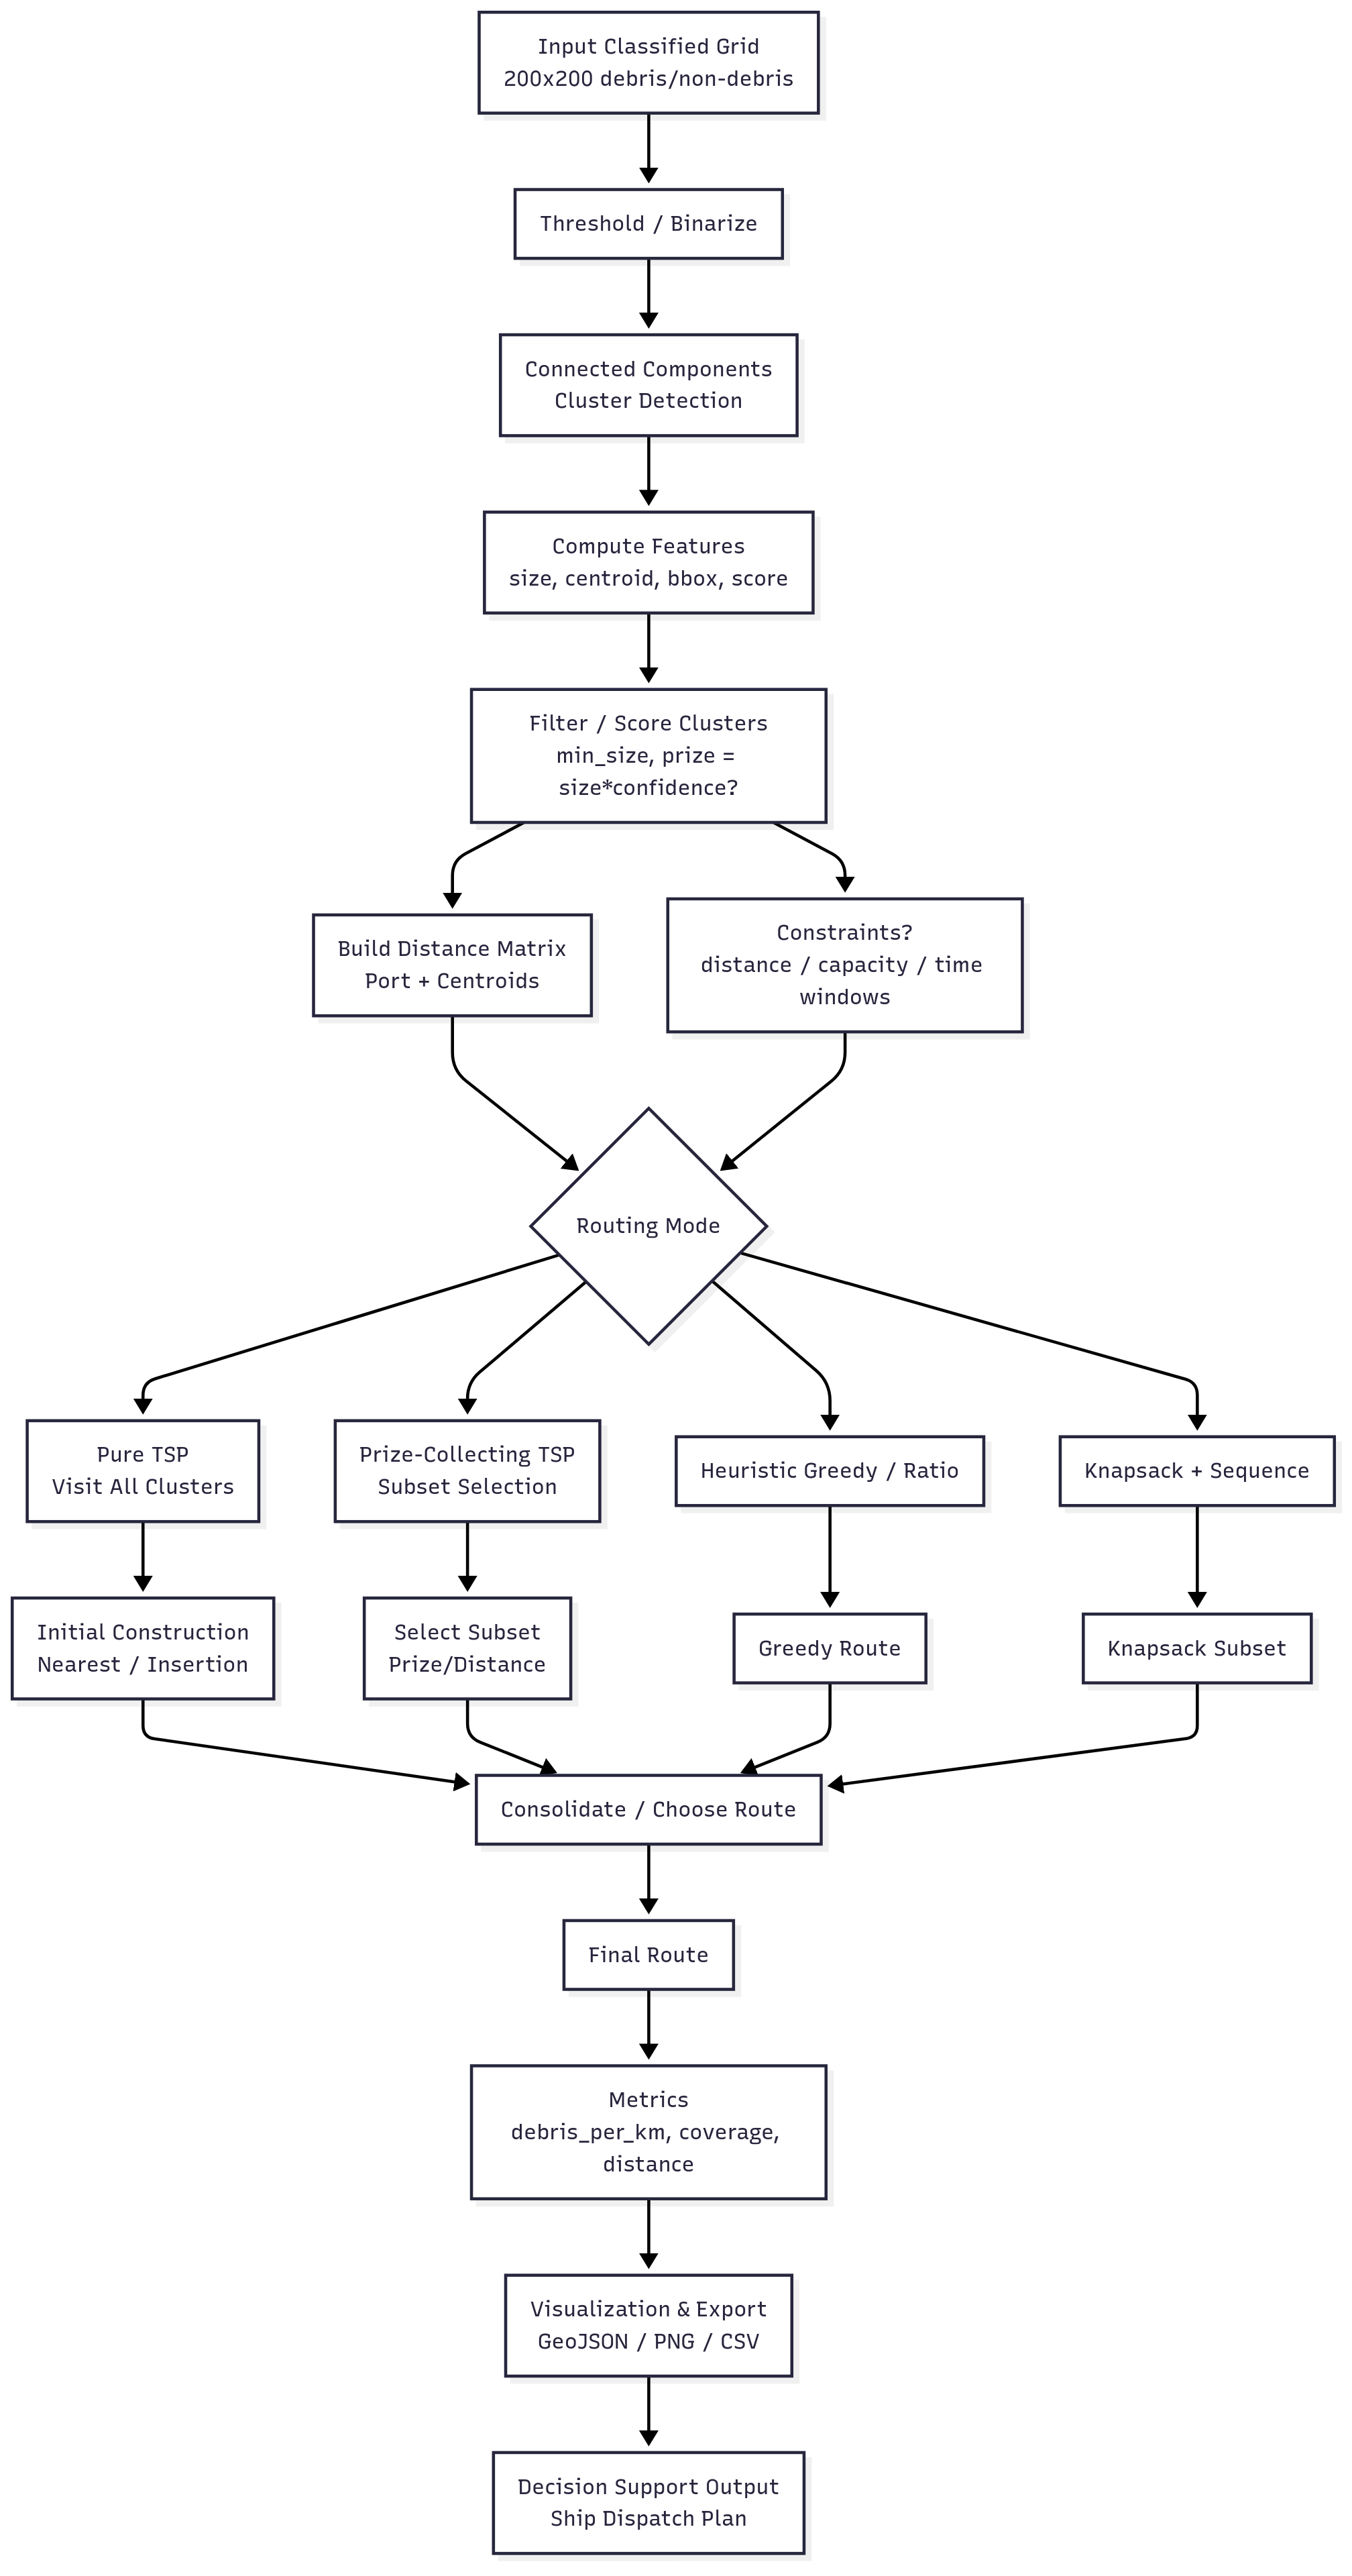 Input Classified Grid
200x200 debris/non-debris
Threshold / Binarize
Connected Components
Cluster Detection
Compute Features
size, centroid, bbox, score
Filter / Score Clusters
min_size, prize =
size*confidence?
Build Distance Matrix
Port + Centroids
Constraints?
distance / capacity / time
windows
Routing Mode
Pure TSP
Visit All Clusters
Prize-Collecting TSP
Subset Selection
Heuristic Greedy / Ratio
Knapsack + Sequence
Initial Construction
Nearest / Insertion
Select Subset
Prize/Distance
Greedy Route
Knapsack Subset
Consolidate / Choose Route
Final Route
Metrics
debris_per_km, coverage,
distance
Visualization & Export
GeoJSON / PNG / CSV
Decision Support Output
Ship Dispatch Plan